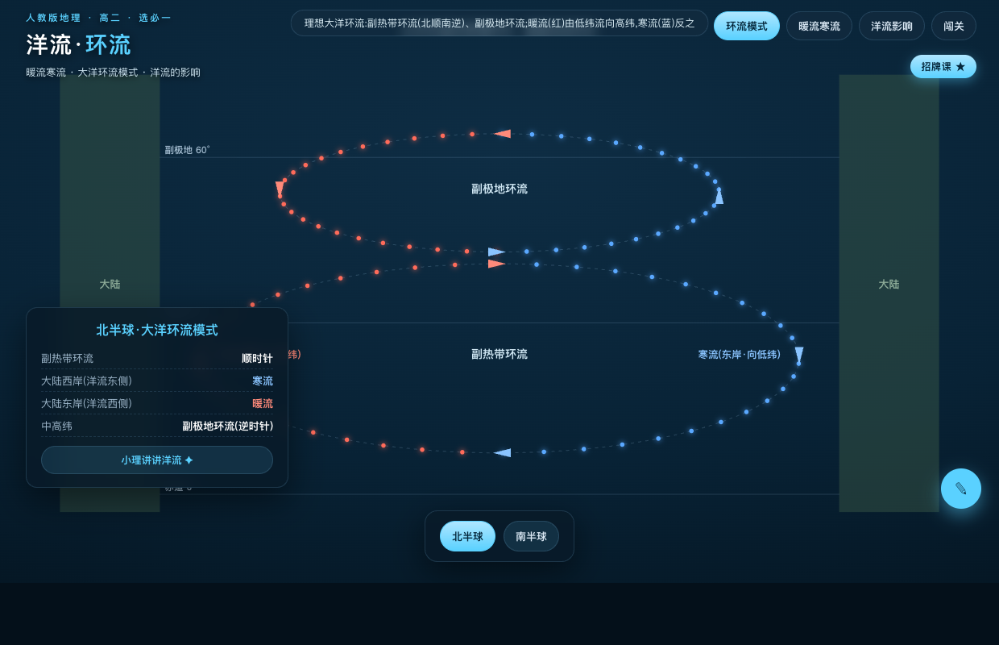 人教版地理 · 高二 · 选必一
洋流·环流
暖流寒流 · 大洋环流模式 · 洋流的影响
理想大洋环流:副热带环流(北顺南逆)、副极地环流;暖流(红)由低纬流向高纬,寒流(蓝)反之
环流模式
暖流寒流
洋流影响
闯关
招牌课 ★
副极地 60°
副极地环流
大陆
大陆
纬)
副热带环流
寒流(东岸·向低纬)
北半球·大洋环流模式
副热带环流 顺时针
大陆西岸(洋流东侧) 寒流
大陆东岸(洋流西侧) 暖流
中高纬 副极地环流(逆时针)
小理讲讲洋流 ✦
北半球
南半球